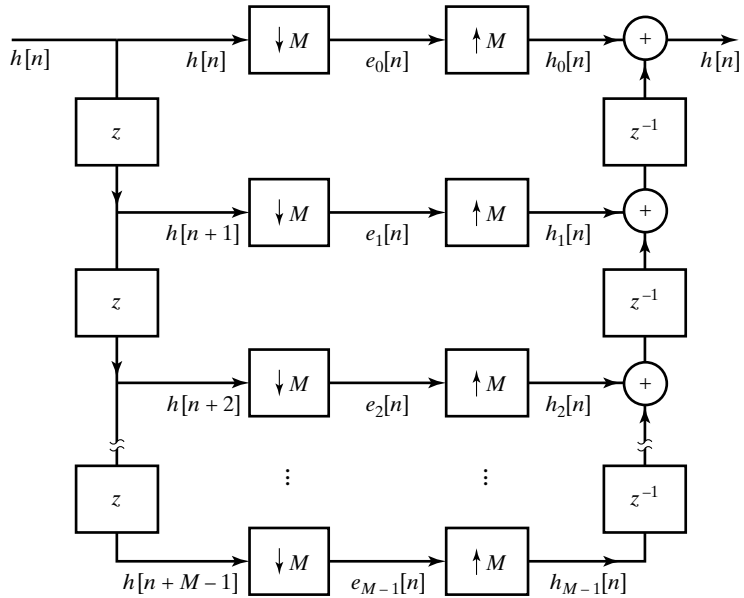 h[n] h[n] ↓ M e₀[n] ↑ M h₀[n] + h[n]
z z⁻¹
h[n + 1] ↓ M e₁[n] ↑ M h₁[n] +
z z⁻¹
h[n + 2] ↓ M e₂[n] ↑ M h₂[n] +
⋮ ⋮
z z⁻¹
h[n + M – 1] ↓ M e_{M – 1}[n] ↑ M h_{M – 1}[n]